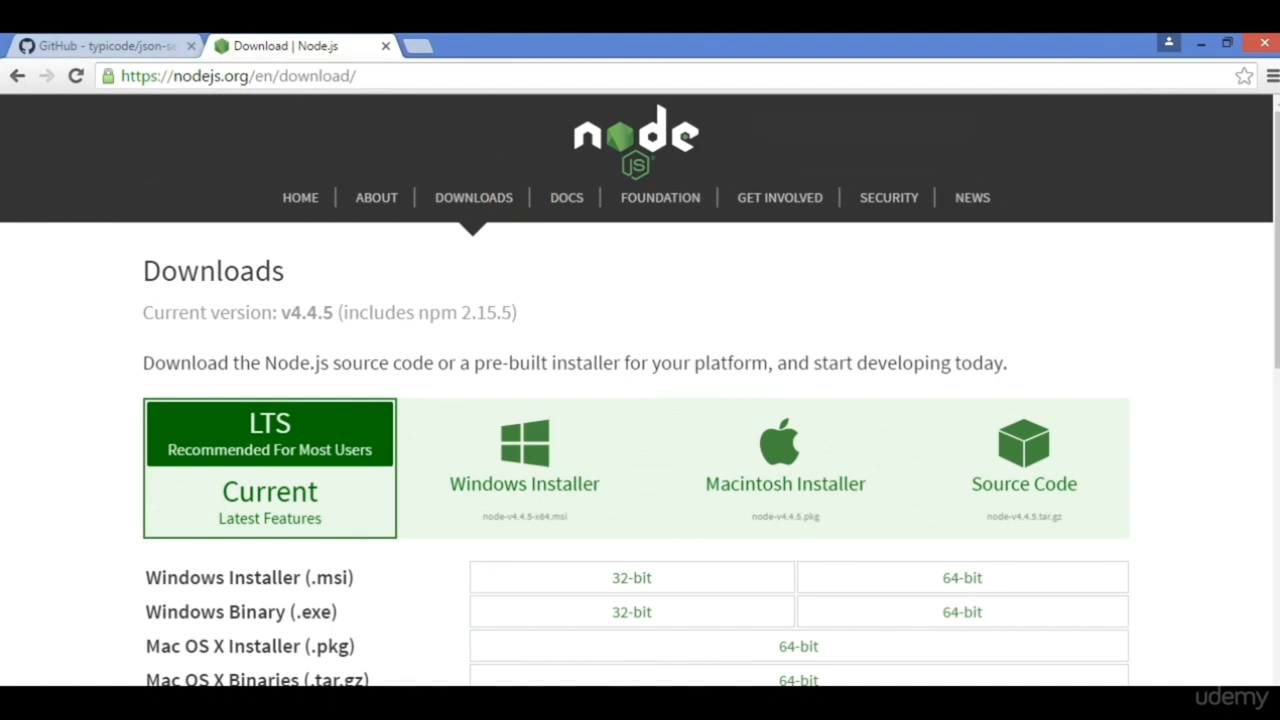 GitHub - typicode/json-se
Download | Node.js
https://nodejs.org/en/download/
node
JS
HOME ABOUT DOWNLOADS DOCS FOUNDATION GET INVOLVED SECURITY NEWS
Downloads
Current version: v4.4.5 (includes npm 2.15.5)
Download the Node.js source code or a pre-built installer for your platform, and start developing today.
LTS
Recommended For Most Users
Current
Latest Features
Windows Installer
node-v4.4.5-x64.msi
Macintosh Installer
node-v4.4.5.pkg
Source Code
node-v4.4.5.tar.gz
Windows Installer (.msi) 32-bit 64-bit
Windows Binary (.exe) 32-bit 64-bit
Mac OS X Installer (.pkg) 64-bit
Mac OS X Binaries (.tar.gz) 64-bit
udemy